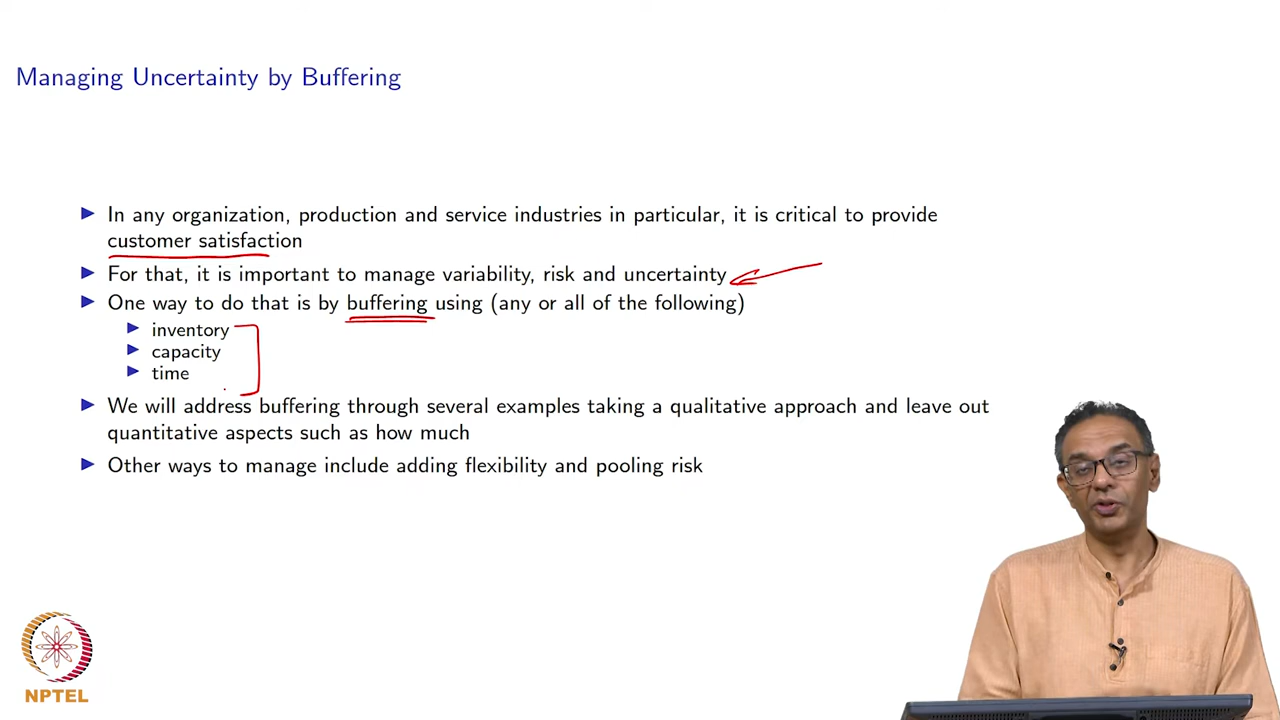 Managing Uncertainty by Buffering
In any organization, production and service industries in particular, it is critical to provide
customer satisfaction
For that, it is important to manage variability, risk and uncertainty
One way to do that is by buffering using (any or all of the following)
inventory
capacity
time
We will address buffering through several examples taking a qualitative approach and leave out
quantitative aspects such as how much
Other ways to manage include adding flexibility and pooling risk
NPTEL